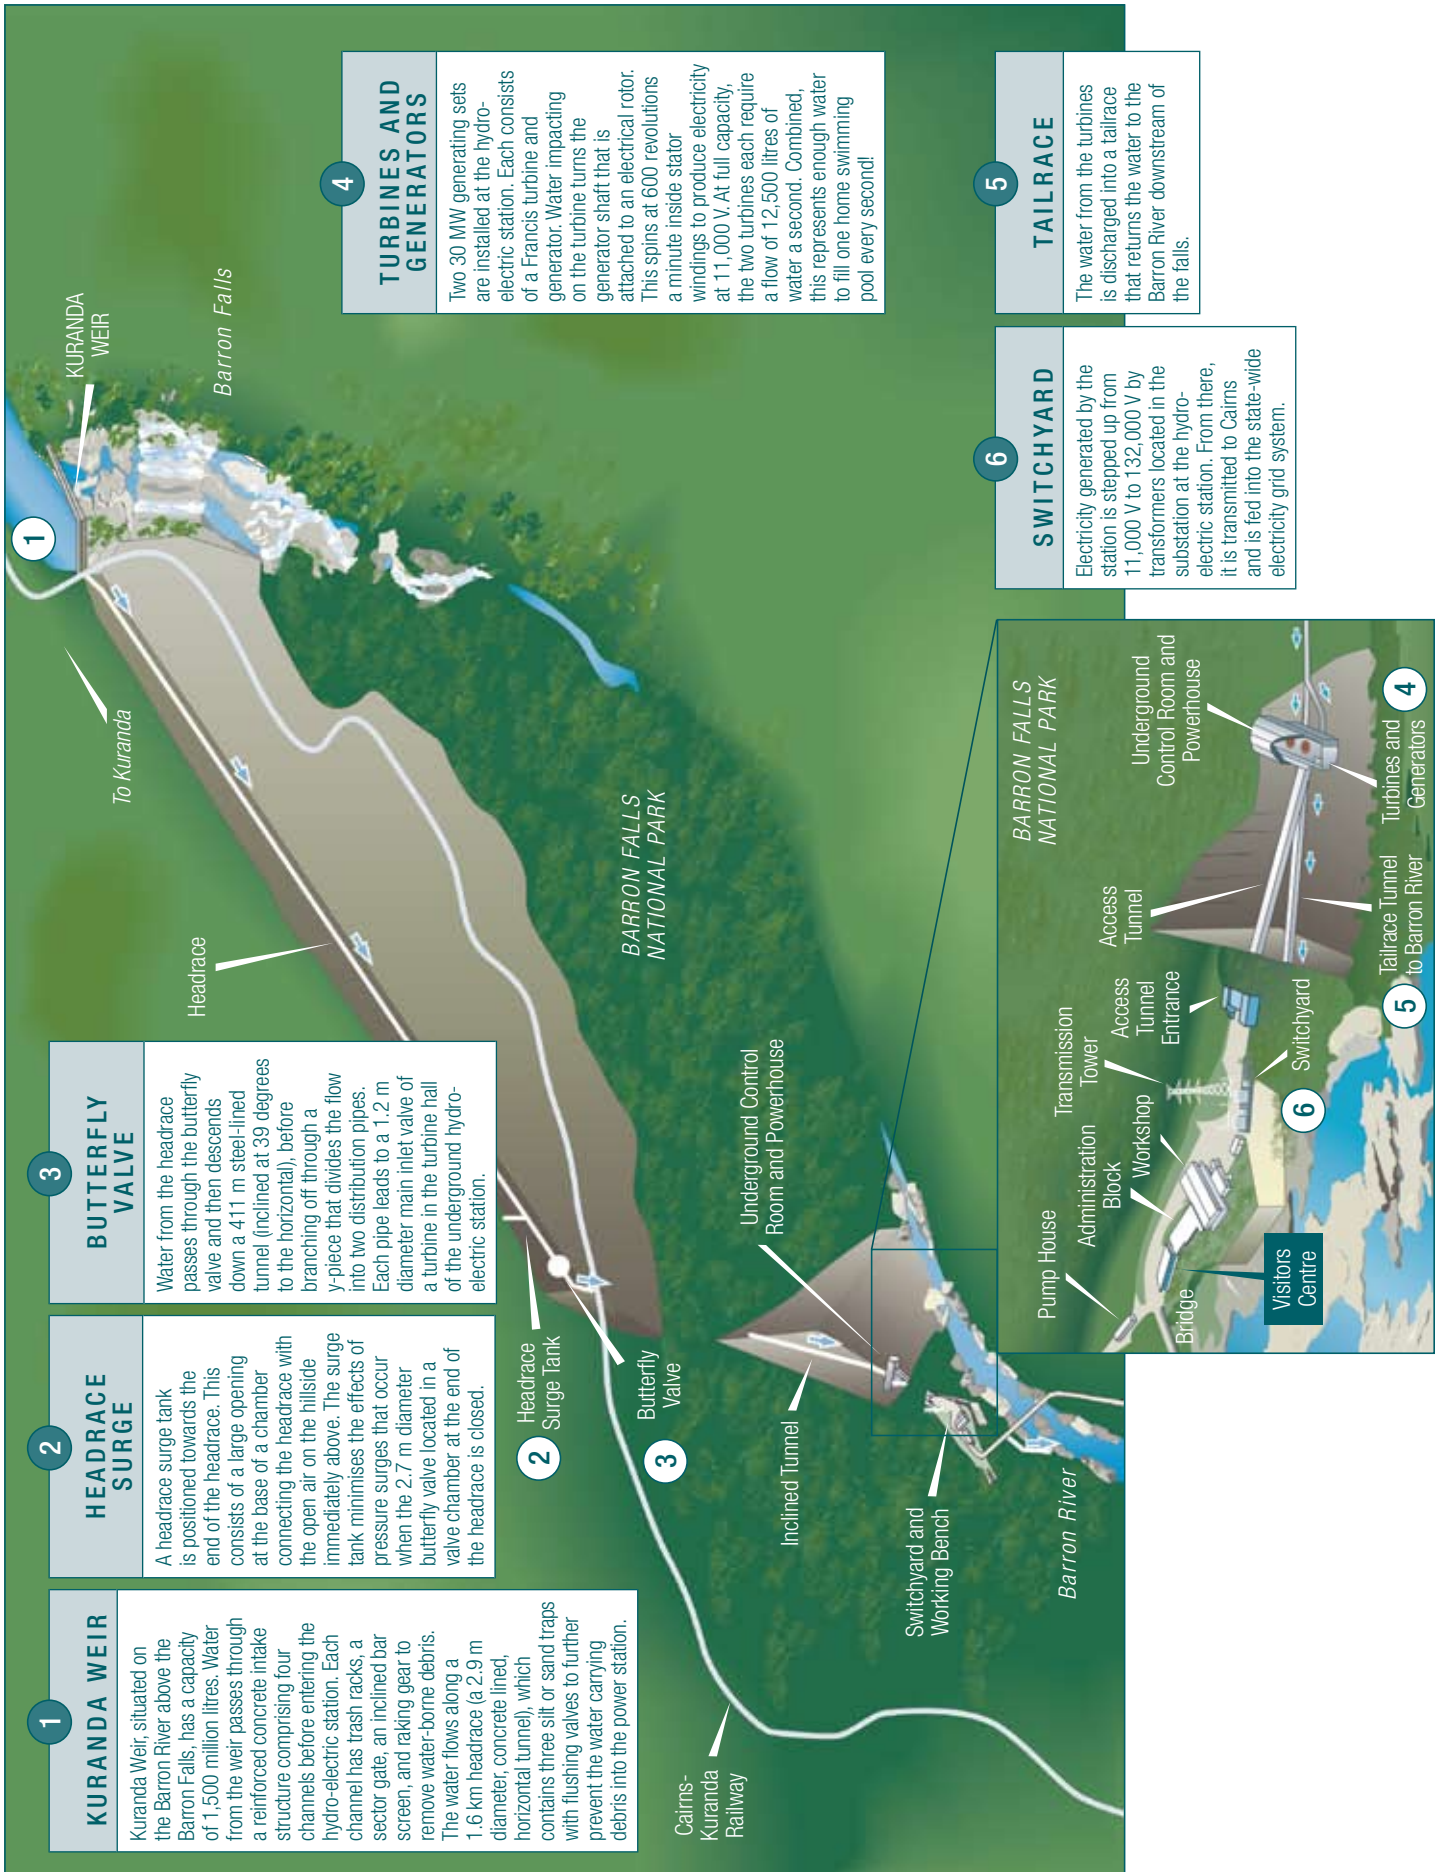 1
KURANDA WEIR
Kuranda Weir, situated on
the Barron River above the
Barron Falls, has a capacity
of 1,500 million litres. Water
from the weir passes through
a reinforced concrete intake
structure comprising four
channels before entering the
hydro-electric station. Each
channel has trash racks, a
sector gate, an inclined bar
screen, and raking gear to
remove water-borne debris.
The water flows along a
1.6 km headrace (a 2.9 m
diameter, concrete lined,
horizontal tunnel), which
contains three silt or sand traps
with flushing valves to further
prevent the water carrying
debris into the power station.
2
HEADRACE
SURGE
A headrace surge tank
is positioned towards the
end of the headrace. This
consists of a large opening
at the base of a chamber
connecting the headrace with
the open air on the hillside
immediately above. The surge
tank minimises the effects of
pressure surges that occur
when the 2.7 m diameter
butterfly valve located in a
valve chamber at the end of
the headrace is closed.
3
BUTTERFLY
VALVE
Water from the headrace
passes through the butterfly
valve and then descends
down a 411 m steel-lined
tunnel (inclined at 39 degrees
to the horizontal), before
branching off through a
y-piece that divides the flow
into two distribution pipes.
Each pipe leads to a 1.2 m
diameter main inlet valve of
a turbine in the turbine hall
of the underground hydro-
electric station.
Headrace
To Kuranda
1
KURANDA
WEIR
Barron Falls
4
TURBINES AND
GENERATORS
Two 30 MW generating sets
are installed at the hydro-
electric station. Each consists
of a Francis turbine and
generator. Water impacting
on the turbine turns the
generator shaft that is
attached to an electrical rotor.
This spins at 600 revolutions
a minute inside stator
windings to produce electricity
at 11,000 V. At full capacity,
the two turbines each require
a flow of 12,500 litres of
water a second. Combined,
this represents enough water
to fill one home swimming
pool every second!
2
Headrace
Surge Tank
3
Butterfly
Valve
BARRON FALLS
NATIONAL PARK
Cairns-
Kuranda
Railway
Inclined Tunnel
Underground Control
Room and Powerhouse
Switchyard and
Working Bench
Barron River
6
SWITCHYARD
Electricity generated by the
station is stepped up from
11,000 V to 132,000 V by
transformers located in the
substation at the hydro-
electric station. From there,
it is transmitted to Cairns
and is fed into the state-wide
electricity grid system.
5
TAILRACE
The water from the turbines
is discharged into a tailrace
that returns the water to the
Barron River downstream of
the falls.
BARRON FALLS
NATIONAL PARK
Pump House
Administration
Block
Workshop
Transmission
Tower
Access
Tunnel
Entrance
Access
Tunnel
Underground
Control Room and
Powerhouse
Bridge
Visitors
Centre
6
Switchyard
5
Tailrace Tunnel
to Barron River
4
Turbines and
Generators